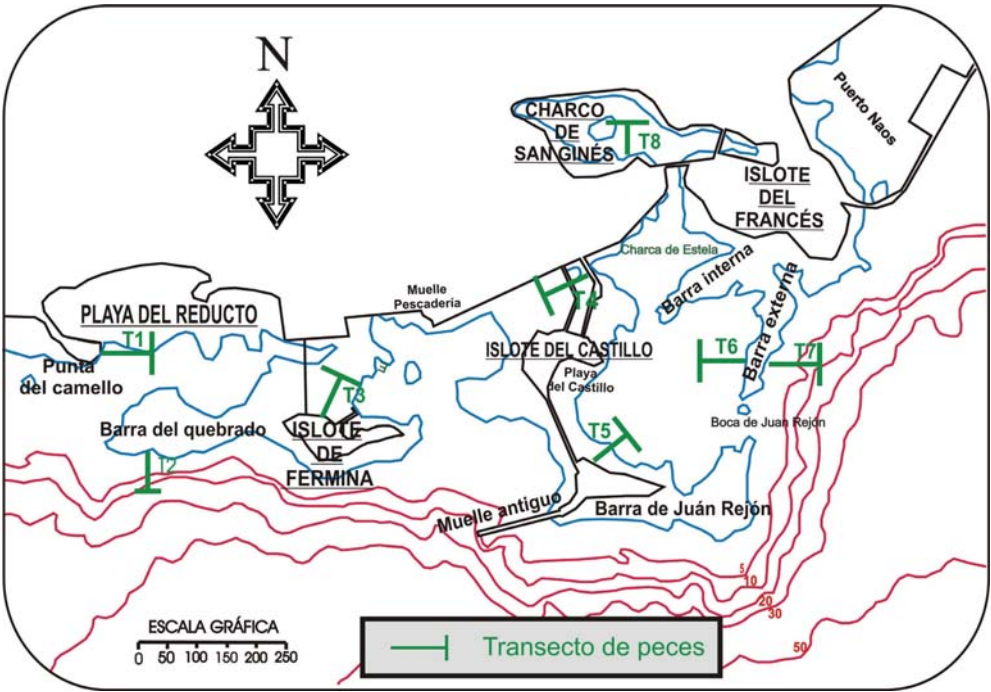 N
CHARCO
DE
SAN GINÉS
T8
Puerto Naos
ISLOTE
DEL
FRANCÉS
Charca de Estela
Barra interna
Barra externa
Muelle
Pescadería
PLAYA DEL REDUCTO
T1
Punta
del camello
T4
ISLOTE DEL CASTILLO
Playa
del Castillo
T6
T7
T3
Barra del quebrado
ISLOTE
DE
FERMINA
T2
T5
Boca de Juan Rejón
Muelle antiguo
Barra de Juán Rejón
5
10
20
30
50
ESCALA GRÁFICA
0 50 100 150 200 250
Transecto de peces